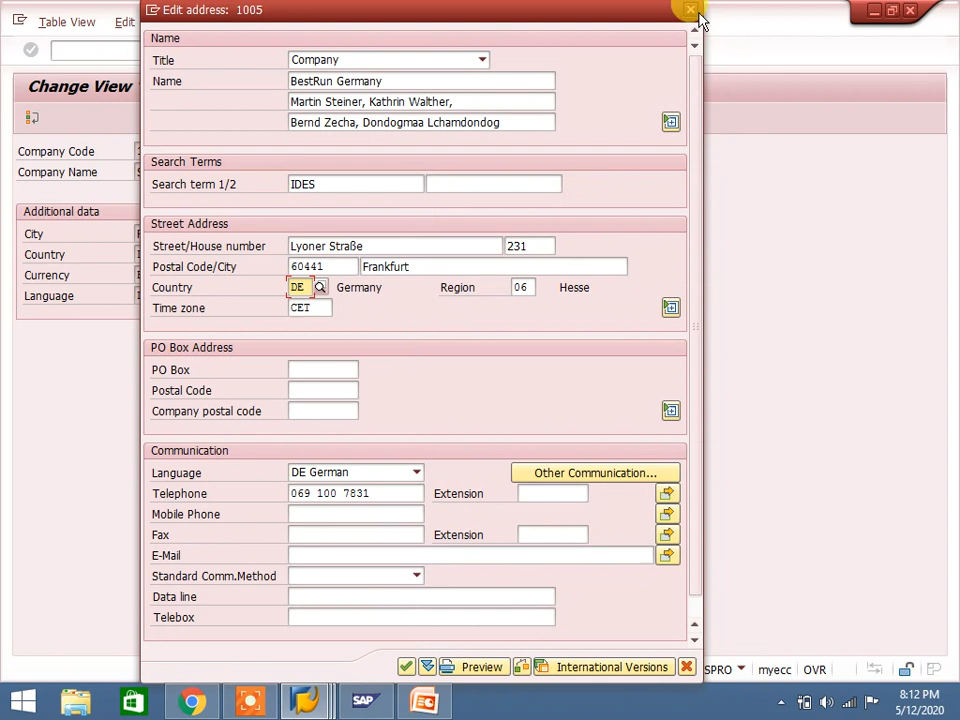 Edit address: 1005
Table View Edit
Change View
Company Code
Company Name
Additional data
City
Country
Currency
Language
Name
Title Company
Name BestRun Germany
Martin Steiner, Kathrin Walther,
Bernd Zecha, Dondogmaa Lchamdondog
Search Terms
Search term 1/2 IDES
Street Address
Street/House number Lyoner Straße 231
Postal Code/City 60441 Frankfurt
Country DE Germany Region 06 Hesse
Time zone CET
PO Box Address
PO Box
Postal Code
Company postal code
Communication
Language DE German Other Communication...
Telephone 069 100 7831 Extension
Mobile Phone
Fax Extension
E-Mail
Standard Comm.Method
Data line
Telebox
Preview International Versions
SPRO myecc OVR
SAP
8:12 PM
5/12/2020